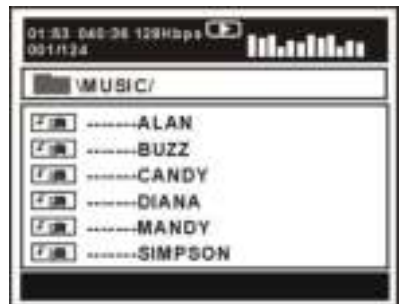 01:53 040:36 128Kbps
001/124
\MUSIC/
-------ALAN
-------BUZZ
-------CANDY
-------DIANA
-------MANDY
-------SIMPSON